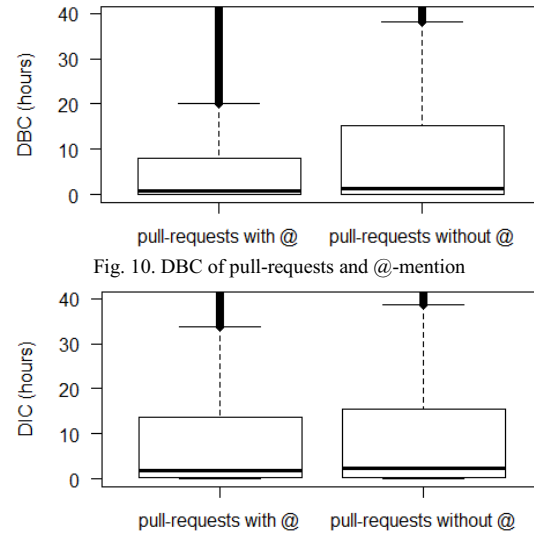 40
30
20
10
0
DBC (hours)
pull-requests with @ pull-requests without @
Fig. 10. DBC of pull-requests and @-mention
40
30
20
10
0
DIC (hours)
pull-requests with @ pull-requests without @